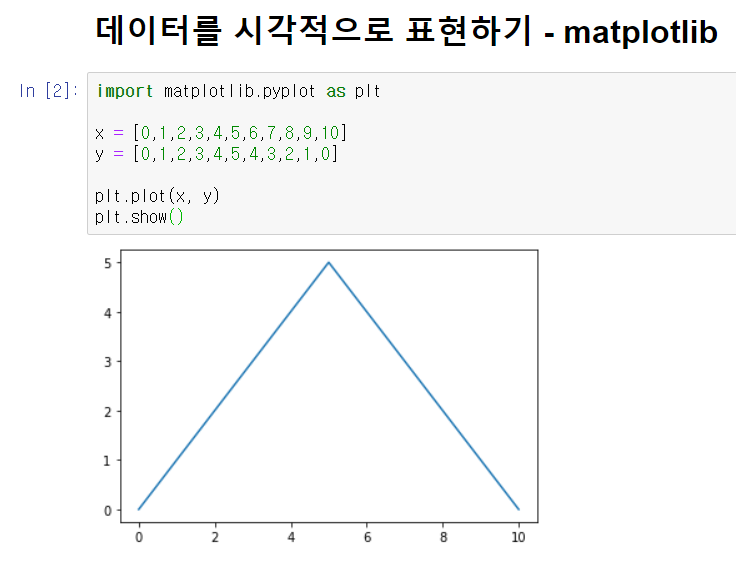 데이터를 시각적으로 표현하기 - matplotlib
In [2]:
import matplotlib.pyplot as plt
x = [0,1,2,3,4,5,6,7,8,9,10]
y = [0,1,2,3,4,5,4,3,2,1,0]
plt.plot(x, y)
plt.show()
5
4
3
2
1
0
0 2 4 6 8 10